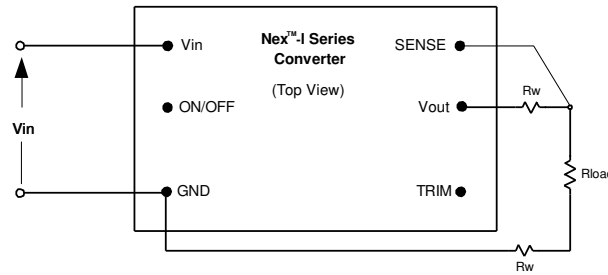 Nex™-I Series
Converter
(Top View)
Vin
ON/OFF
GND
SENSE
Vout
TRIM
Vin
Rw
Rload
Rw